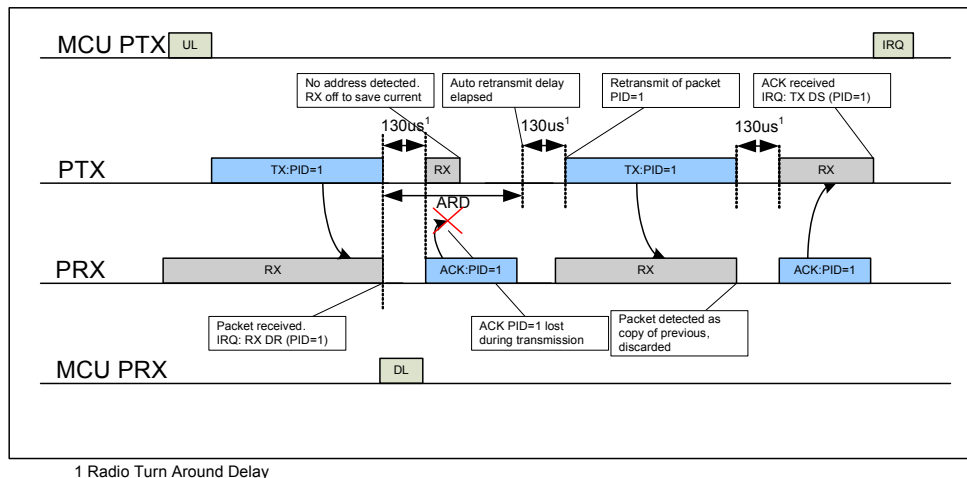 MCU PTX
UL
IRQ
No address detected.
RX off to save current
Auto retransmit delay
elapsed
Retransmit of packet
PID=1
ACK received
IRQ: TX DS (PID=1)
130us1
130us1
130us1
PTX
TX:PID=1
RX
TX:PID=1
RX
ARD
PRX
RX
ACK:PID=1
RX
ACK:PID=1
Packet received.
IRQ: RX DR (PID=1)
ACK PID=1 lost
during transmission
Packet detected as
copy of previous,
discarded
MCU PRX
DL
1 Radio Turn Around Delay